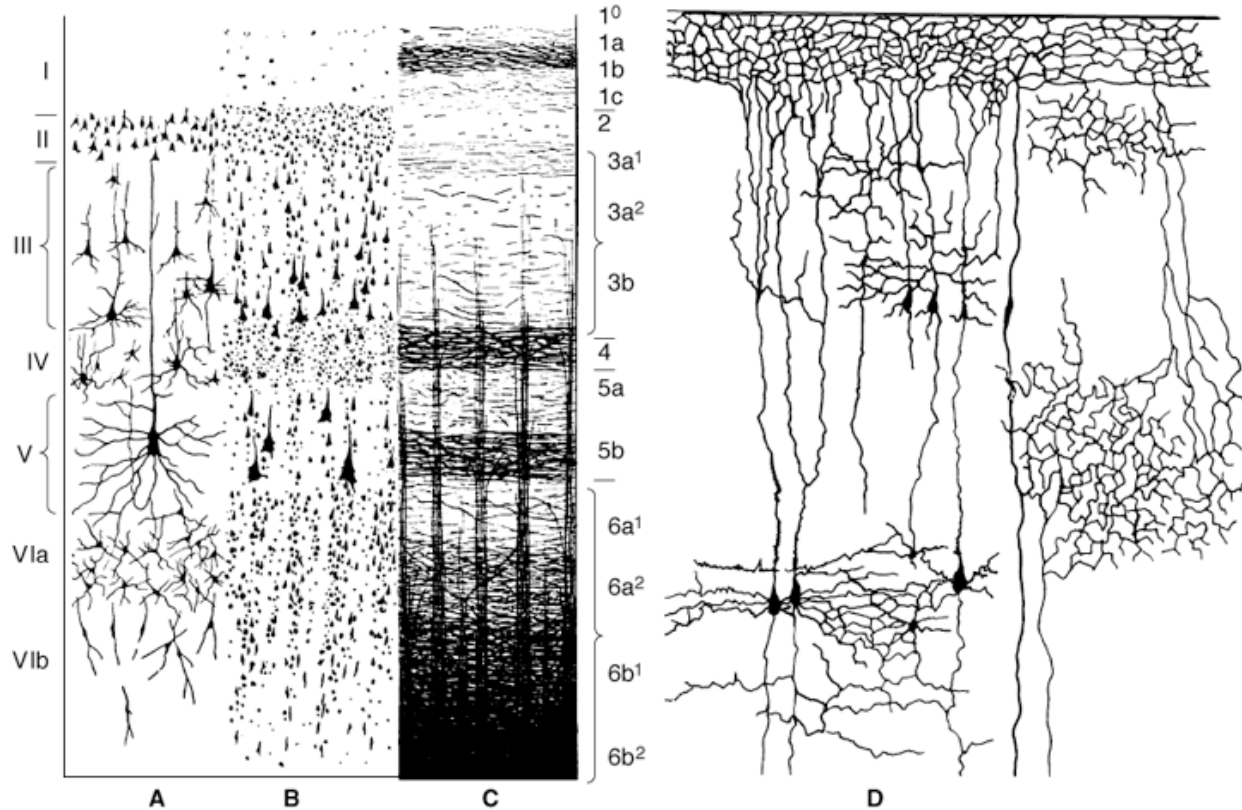 I
II
III
IV
V
VIa
VIb
1⁰
1a
1b
1c
2
3a¹
3a²
3b
4
5a
5b
6a¹
6a²
6b¹
6b²
A B C D